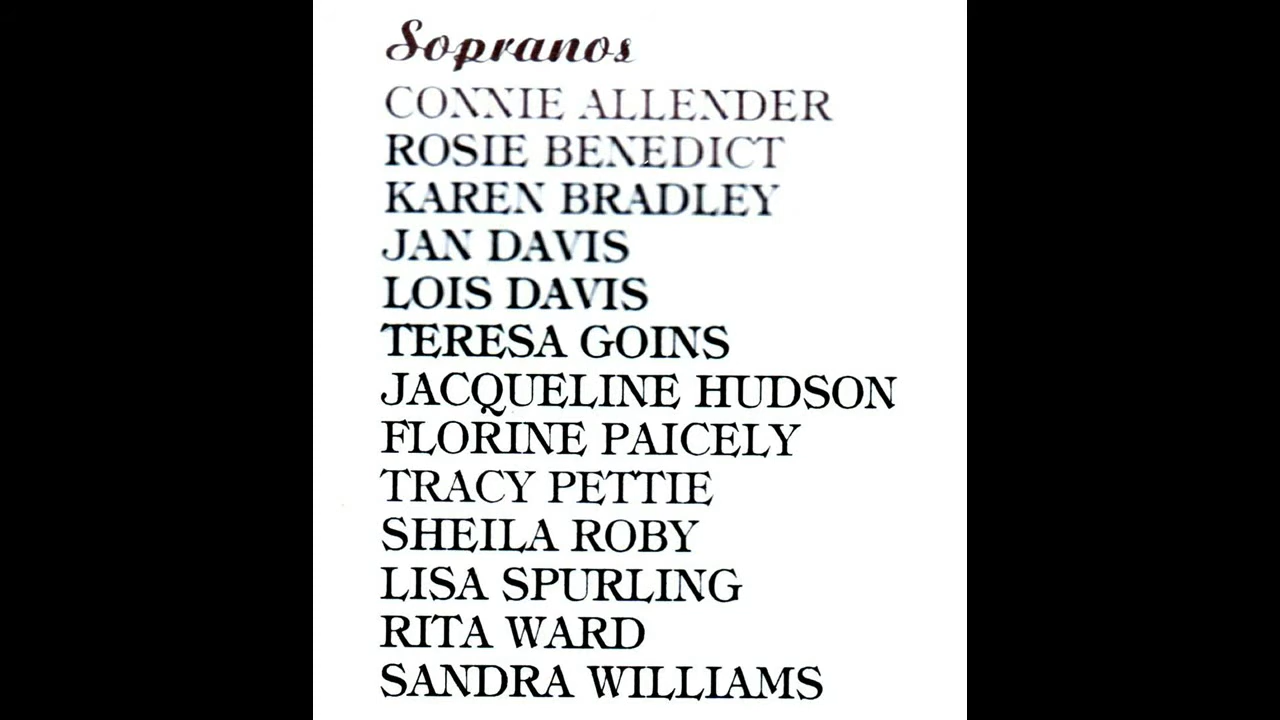 Sopranos
CONNIE ALLENDER
ROSIE BENEDICT
KAREN BRADLEY
JAN DAVIS
LOIS DAVIS
TERESA GOINS
JACQUELINE HUDSON
FLORINE PAICELY
TRACY PETTIE
SHEILA ROBY
LISA SPURLING
RITA WARD
SANDRA WILLIAMS